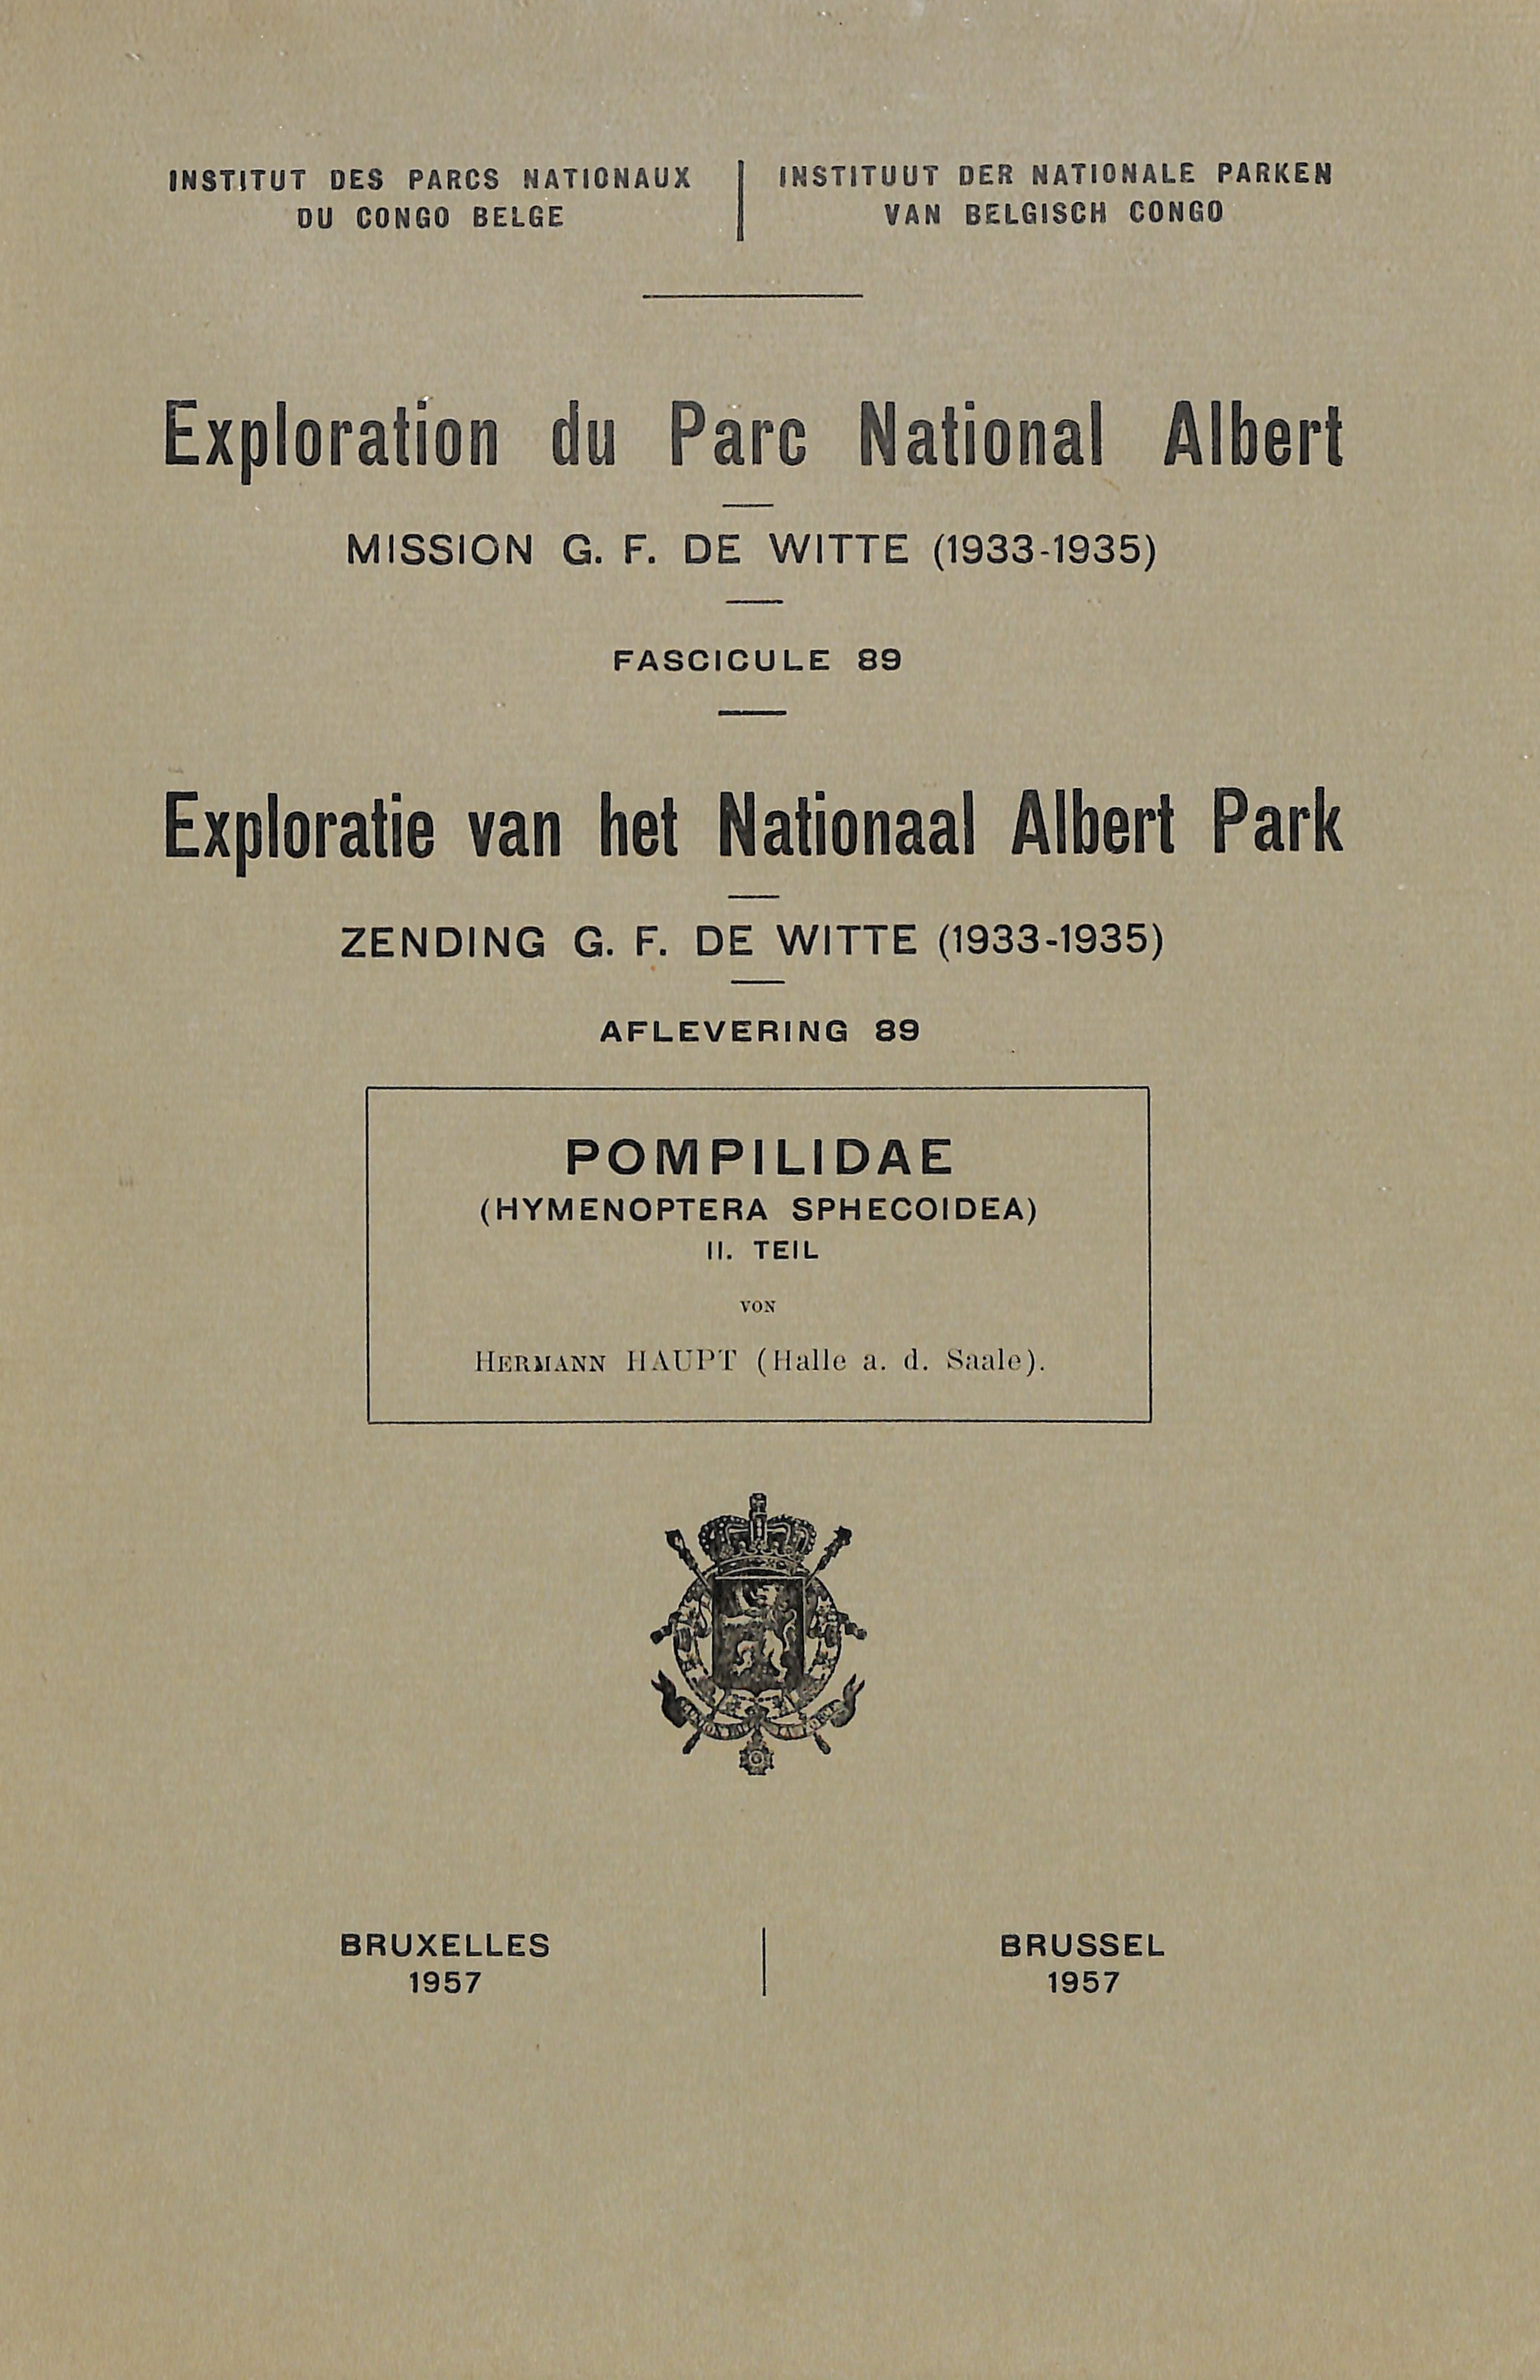 INSTITUT DES PARCS NATIONAUX
DU CONGO BELGE
INSTITUUT DER NATIONALE PARKEN
VAN BELGISCH CONGO
Exploration du Parc National Albert
MISSION G. F. DE WITTE (1933-1935)
FASCICULE 89
Exploratie van het Nationaal Albert Park
ZENDING G. F. DE WITTE (1933-1935)
AFLEVERING 89
POMPILIDAE
(HYMENOPTERA SPHECOIDEA)
II. TEIL
VON
HERMANN HAUPT (Halle a. d. Saale).
BRUXELLES
1957
BRUSSEL
1957